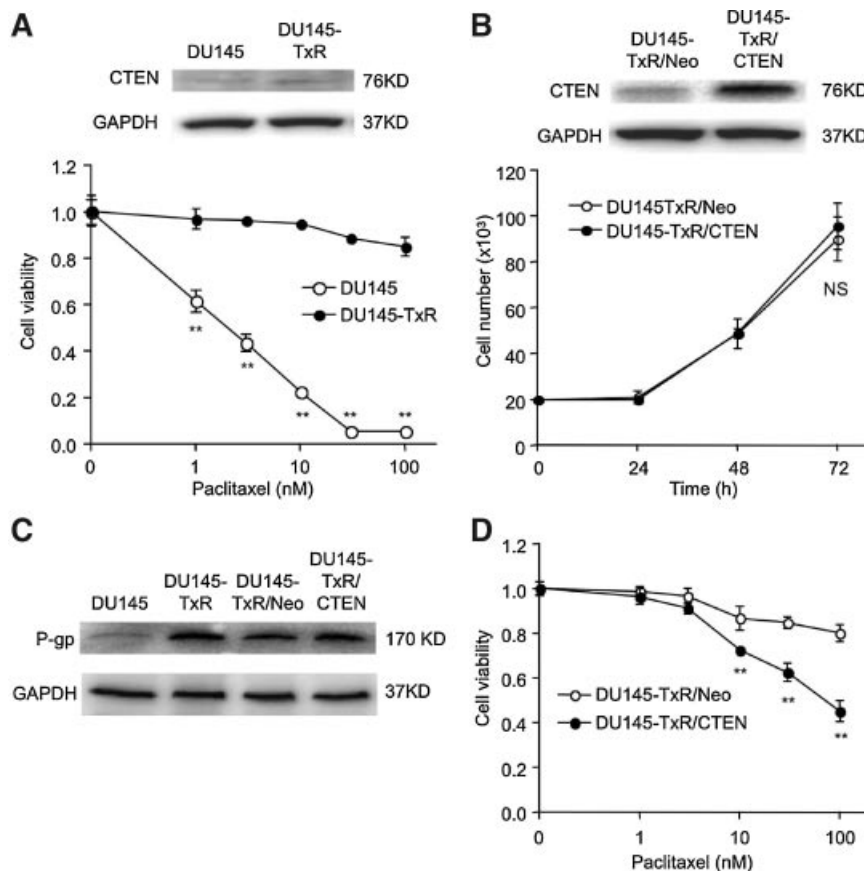 A
DU145
DU145-
TxR
CTEN
76KD
GAPDH
37KD
1.2
1.0
0.8
0.6
0.4
0.2
0.0
Cell viability
DU145
DU145-TxR
**
**
**
**
**
0
1
10
100
Paclitaxel (nM)
B
DU145-
TxR/Neo
DU145-
TxR/
CTEN
CTEN
76KD
GAPDH
37KD
120
100
80
60
40
20
0
Cell number (x10³)
DU145TxR/Neo
DU145-TxR/CTEN
NS
0
24
48
72
Time (h)
C
DU145
DU145-
TxR
DU145-
TxR/Neo
DU145-
TxR/
CTEN
P-gp
170 KD
GAPDH
37KD
D
1.2
1.0
0.8
0.6
0.4
0.2
0.0
Cell viability
DU145-TxR/Neo
DU145-TxR/CTEN
**
**
**
0
1
10
100
Paclitaxel (nM)